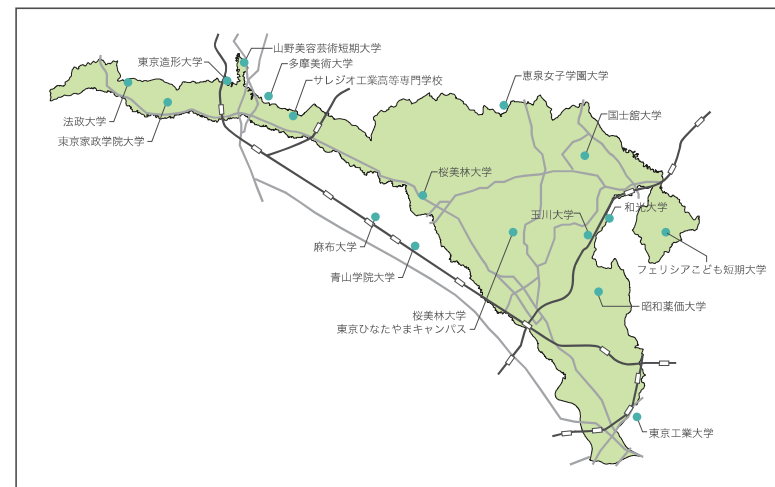 山野美容芸術短期大学
東京造形大学
多摩美術大学
サレジオ工業高等専門学校
恵泉女子学園大学
法政大学
国士舘大学
東京家政学院大学
桜美林大学
和光大学
玉川大学
麻布大学
フェリシアこども短期大学
青山学院大学
昭和薬価大学
桜美林大学
東京ひなたやまキャンパス
東京工業大学